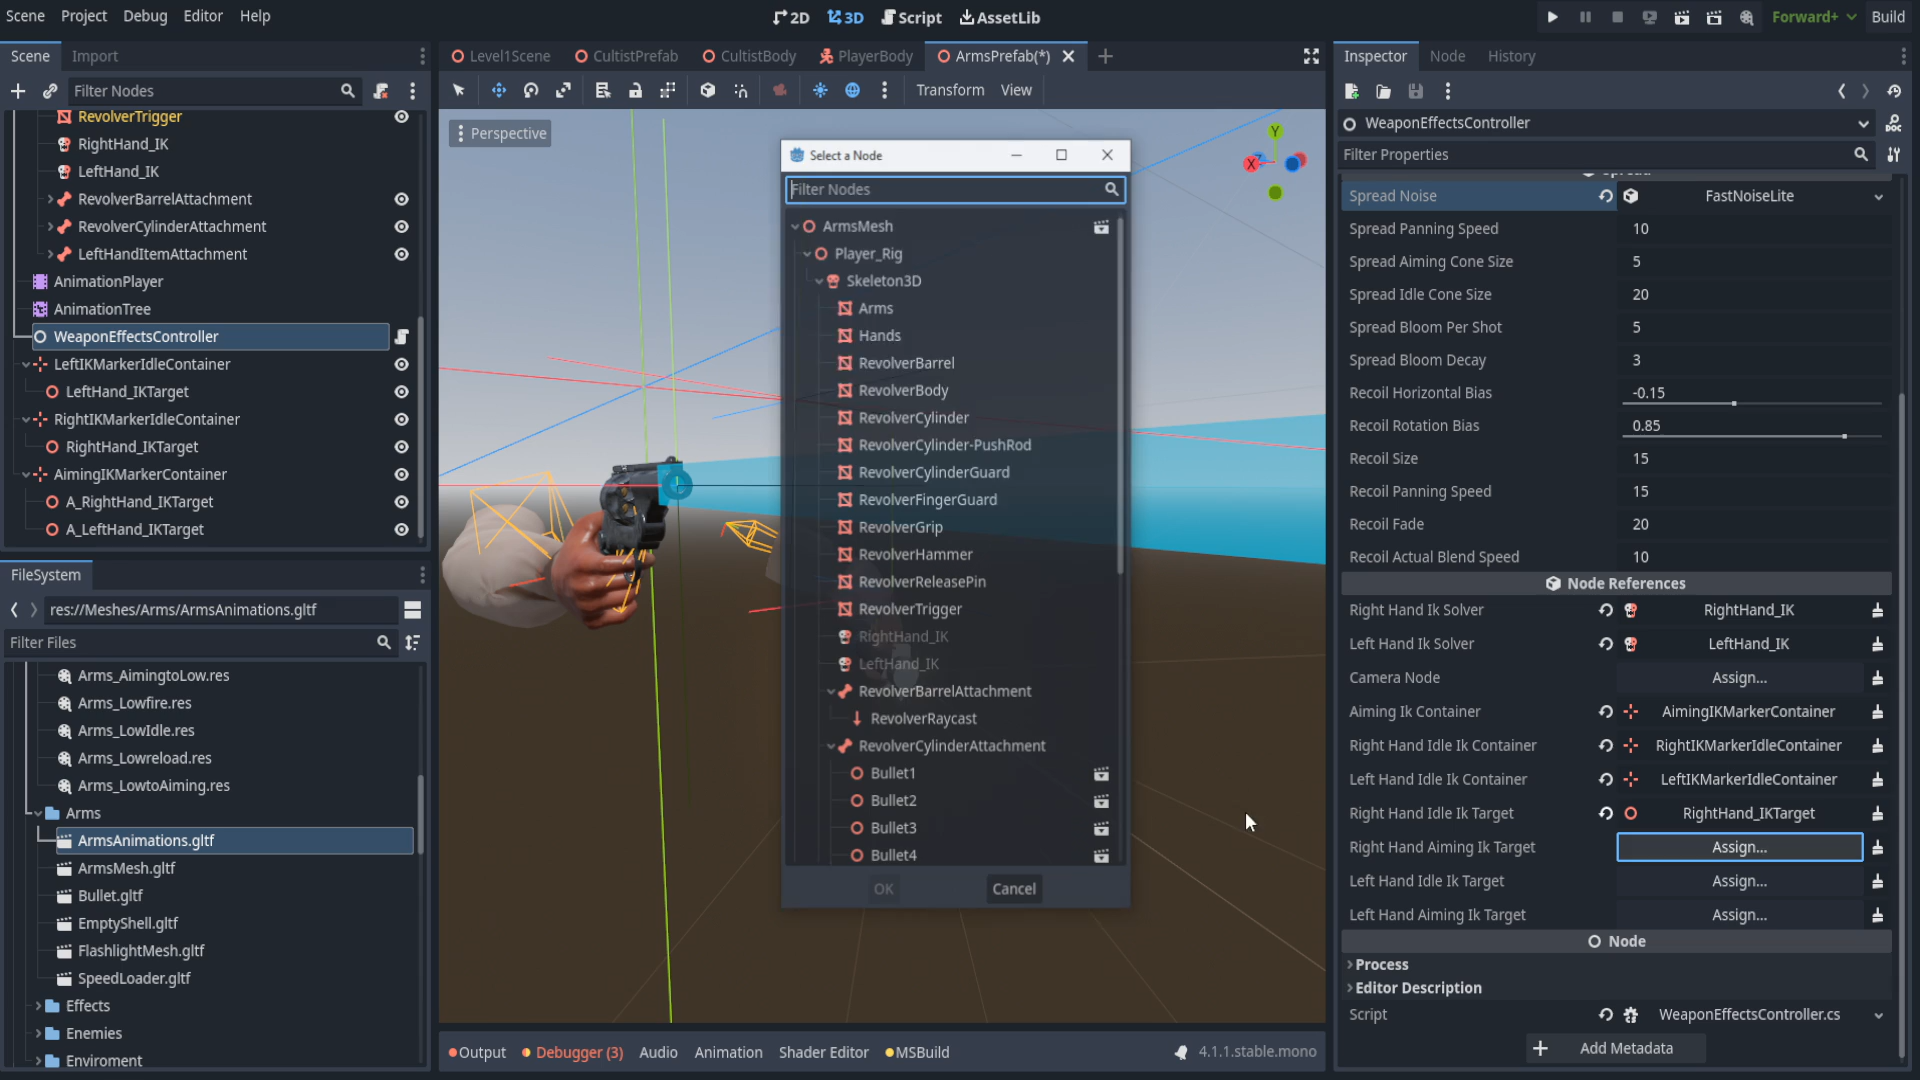 Scene Project Debug Editor Help
2D 3D Script AssetLib
Forward+ Build
Scene Import
Filter Nodes
RevolverTrigger
RightHand_IK
LeftHand_IK
RevolverBarrelAttachment
RevolverCylinderAttachment
LeftHandItemAttachment
AnimationPlayer
AnimationTree
WeaponEffectsController
LeftIKMarkerIdleContainer
LeftHand_IKTarget
RightIKMarkerIdleContainer
RightHand_IKTarget
AimingIKMarkerContainer
A_RightHand_IKTarget
A_LeftHand_IKTarget
FileSystem
res://Meshes/Arms/ArmsAnimations.gltf
Filter Files
Arms_AimingtoLow.res
Arms_Lowfire.res
Arms_LowIdle.res
Arms_Lowreload.res
Arms_LowtoAiming.res
Arms
ArmsAnimations.gltf
ArmsMesh.gltf
Bullet.gltf
EmptyShell.gltf
FlashlightMesh.gltf
SpeedLoader.gltf
Effects
Enemies
Enviroment
Level1Scene CultistPrefab CultistBody PlayerBody ArmsPrefab(*)
Transform View
Perspective
Y
X
Select a Node
Filter Nodes
ArmsMesh
Player_Rig
Skeleton3D
Arms
Hands
RevolverBarrel
RevolverBody
RevolverCylinder
RevolverCylinder-PushRod
RevolverCylinderGuard
RevolverFingerGuard
RevolverGrip
RevolverHammer
RevolverReleasePin
RevolverTrigger
RightHand_IK
LeftHand_IK
RevolverBarrelAttachment
RevolverRaycast
RevolverCylinderAttachment
Bullet1
Bullet2
Bullet3
Bullet4
OK Cancel
Output Debugger (3) Audio Animation Shader Editor MSBuild 4.1.1.stable.mono
Inspector Node History
WeaponEffectsController
Filter Properties
Spread
Spread Noise FastNoiseLite
Spread Panning Speed 10
Spread Aiming Cone Size 5
Spread Idle Cone Size 20
Spread Bloom Per Shot 5
Spread Bloom Decay 3
Recoil Horizontal Bias -0.15
Recoil Rotation Bias 0.85
Recoil Size 15
Recoil Panning Speed 15
Recoil Fade 20
Recoil Actual Blend Speed 10
Node References
Right Hand Ik Solver RightHand_IK
Left Hand Ik Solver LeftHand_IK
Camera Node Assign...
Aiming Ik Container AimingIKMarkerContainer
Right Hand Idle Ik Container RightIKMarkerIdleContainer
Left Hand Idle Ik Container LeftIKMarkerIdleContainer
Right Hand Idle Ik Target RightHand_IKTarget
Right Hand Aiming Ik Target Assign...
Left Hand Idle Ik Target Assign...
Left Hand Aiming Ik Target Assign...
Node
Process
Editor Description
Script WeaponEffectsController.cs
Add Metadata